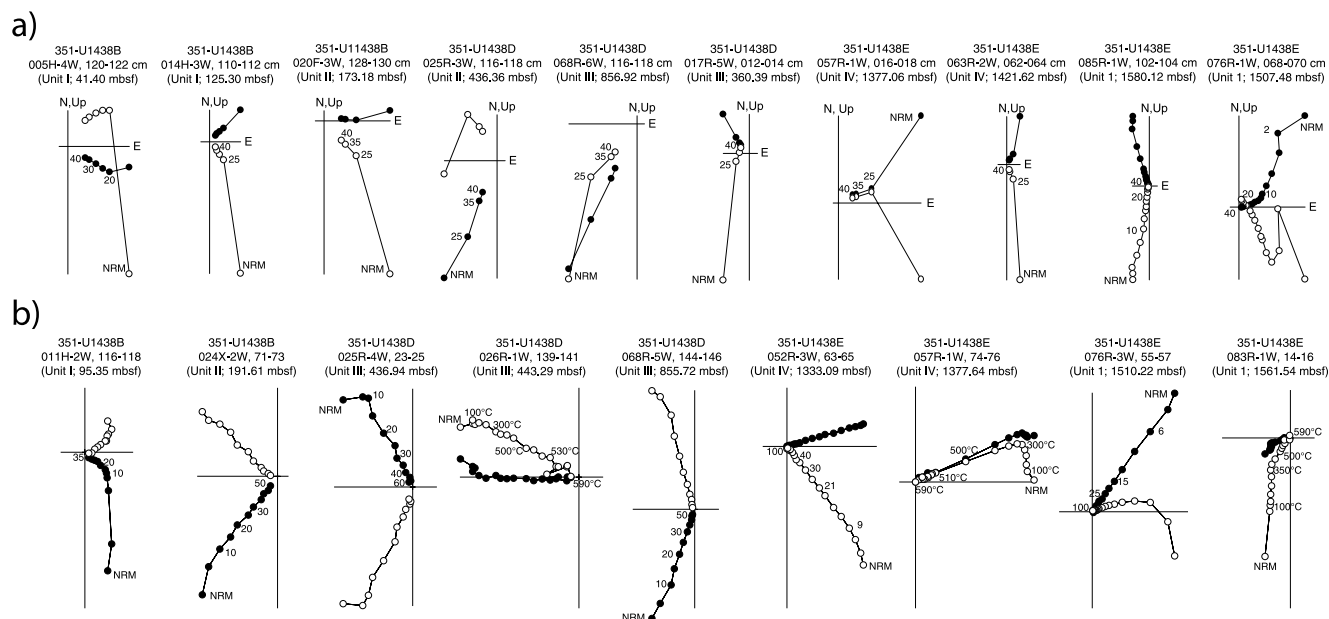 a)
351-U1438B
005H-4W, 120-122 cm
(Unit I; 41.40 mbsf)
N,Up
E
40
30
20
NRM
351-U1438B
014H-3W, 110-112 cm
(Unit I; 125.30 mbsf)
N,Up
40
25
E
NRM
351-U11438B
020F-3W, 128-130 cm
(Unit II; 173.18 mbsf)
N,Up
E
40
35
25
NRM
351-U1438D
025R-3W, 116-118 cm
(Unit II; 436.36 mbsf)
N,Up
E
40
35
25
NRM
351-U1438D
068R-6W, 116-118 cm
(Unit III; 856.92 mbsf)
N,Up
E
40
35
25
NRM
351-U1438D
017R-5W, 012-014 cm
(Unit III; 360.39 mbsf)
N,Up
40
E
25
NRM
351-U1438E
057R-1W, 016-018 cm
(Unit IV; 1377.06 mbsf)
N,Up
NRM
40
35
25
E
351-U1438E
063R-2W, 062-064 cm
(Unit IV; 1421.62 mbsf)
N,Up
E
40
25
NRM
351-U1438E
085R-1W, 102-104 cm
(Unit 1; 1580.12 mbsf)
N,Up
40
E
20
10
NRM
351-U1438E
076R-1W, 068-070 cm
(Unit 1; 1507.48 mbsf)
N,Up
2
NRM
20
10
40
E
b)
351-U1438B
011H-2W, 116-118
(Unit I; 95.35 mbsf)
35
20
10
NRM
351-U1438B
024X-2W, 71-73
(Unit II; 191.61 mbsf)
50
30
20
10
NRM
351-U1438D
025R-4W, 23-25
(Unit III; 436.94 mbsf)
NRM
10
20
30
40
60
351-U1438D
026R-1W, 139-141
(Unit III; 443.29 mbsf)
NRM
100°C
300°C
500°C
530°C
590°C
351-U1438D
068R-5W, 144-146
(Unit III; 855.72 mbsf)
50
30
20
10
NRM
351-U1438E
052R-3W, 63-65
(Unit IV; 1333.09 mbsf)
100
40
30
21
9
NRM
351-U1438E
057R-1W, 74-76
(Unit IV; 1377.64 mbsf)
500°C
300°C
510°C
100°C
590°C
NRM
351-U1438E
076R-3W, 55-57
(Unit 1; 1510.22 mbsf)
NRM
6
15
25
100
351-U1438E
083R-1W, 14-16
(Unit 1; 1561.54 mbsf)
590°C
500°C
350°C
100°C
NRM